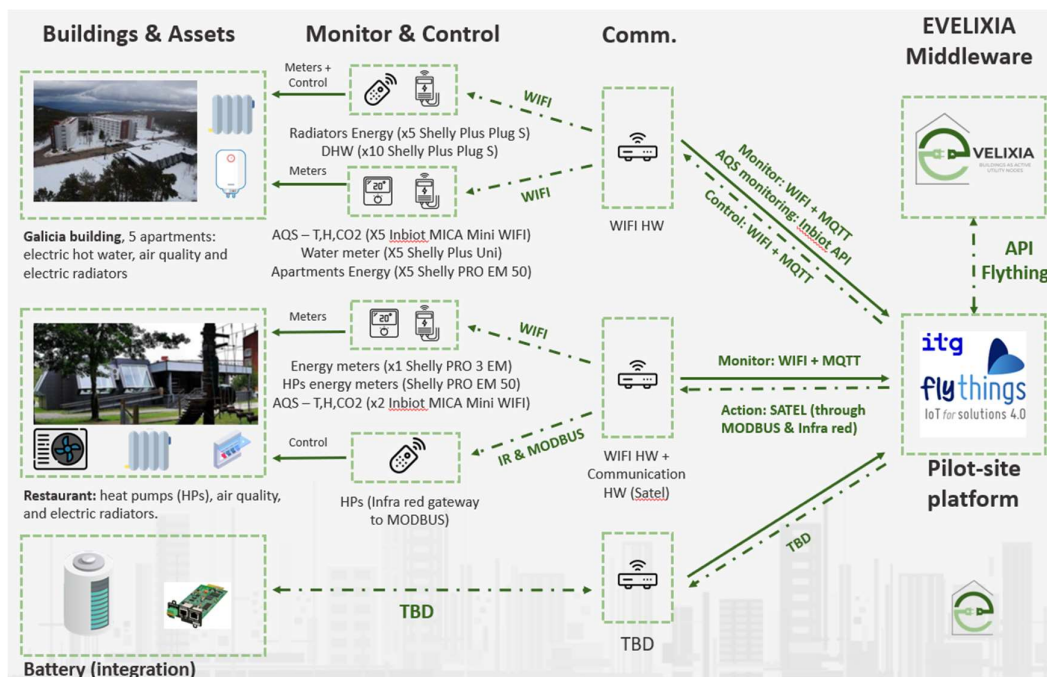 Buildings & Assets
Monitor & Control
Comm.
EVELIXIA
Middleware
Meters +
Control
WIFI
Radiators Energy (x5 Shelly Plus Plug S)
DHW (x10 Shelly Plus Plug S)
Meters
20°
WIFI
WIFI HW
Monitor: WIFI + MQTT
AQS monitoring: Inbiot API
Control: WIFI + MQTT
VELIXIA
BUILDINGS AS ACTIVE
UTILITY NODES
API
Flything
Galicia building, 5 apartments:
electric hot water, air quality and
electric radiators
AQS – T,H,CO2 (X5 Inbiot MICA Mini WIFI)
Water meter (X5 Shelly Plus Uni)
Apartments Energy (X5 Shelly PRO EM 50)
Meters
20°
WIFI
Energy meters (x1 Shelly PRO 3 EM)
HPs energy meters (Shelly PRO EM 50)
AQS – T,H,CO2 (x2 Inbiot MICA Mini WIFI)
Monitor: WIFI + MQTT
Action: SATEL (through
MODBUS & Infra red)
itg
flythings
IoT for solutions 4.0
Control
IR & MODBUS
WIFI HW +
Communication
HW (Satel)
Pilot-site
platform
Restaurant: heat pumps (HPs), air quality,
and electric radiators.
HPs (Infra red gateway
to MODBUS)
TBD
TBD
TBD
Battery (integration)